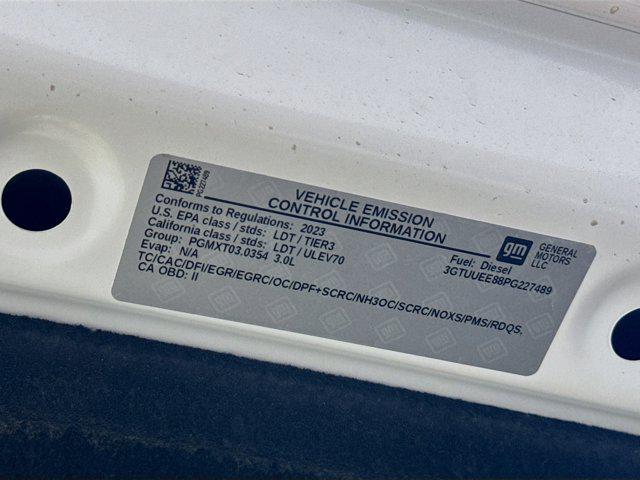 PG227489
VEHICLE EMISSION
CONTROL INFORMATION
Conforms to Regulations: 2023
U.S. EPA class / stds: LDT / TIER3
California class / stds: LDT / ULEV70
Group: PGMXT03.0354 3.0L
Evap: N/A
TC/CAC/DFI/EGR/EGRC/OC/DPF+SCRC/NH3OC/SCRC/NOXS/PMS/RDQS,
CA OBD: II
gm
GENERAL
MOTORS
LLC
Fuel: Diesel
3GTUUEE88PG227489